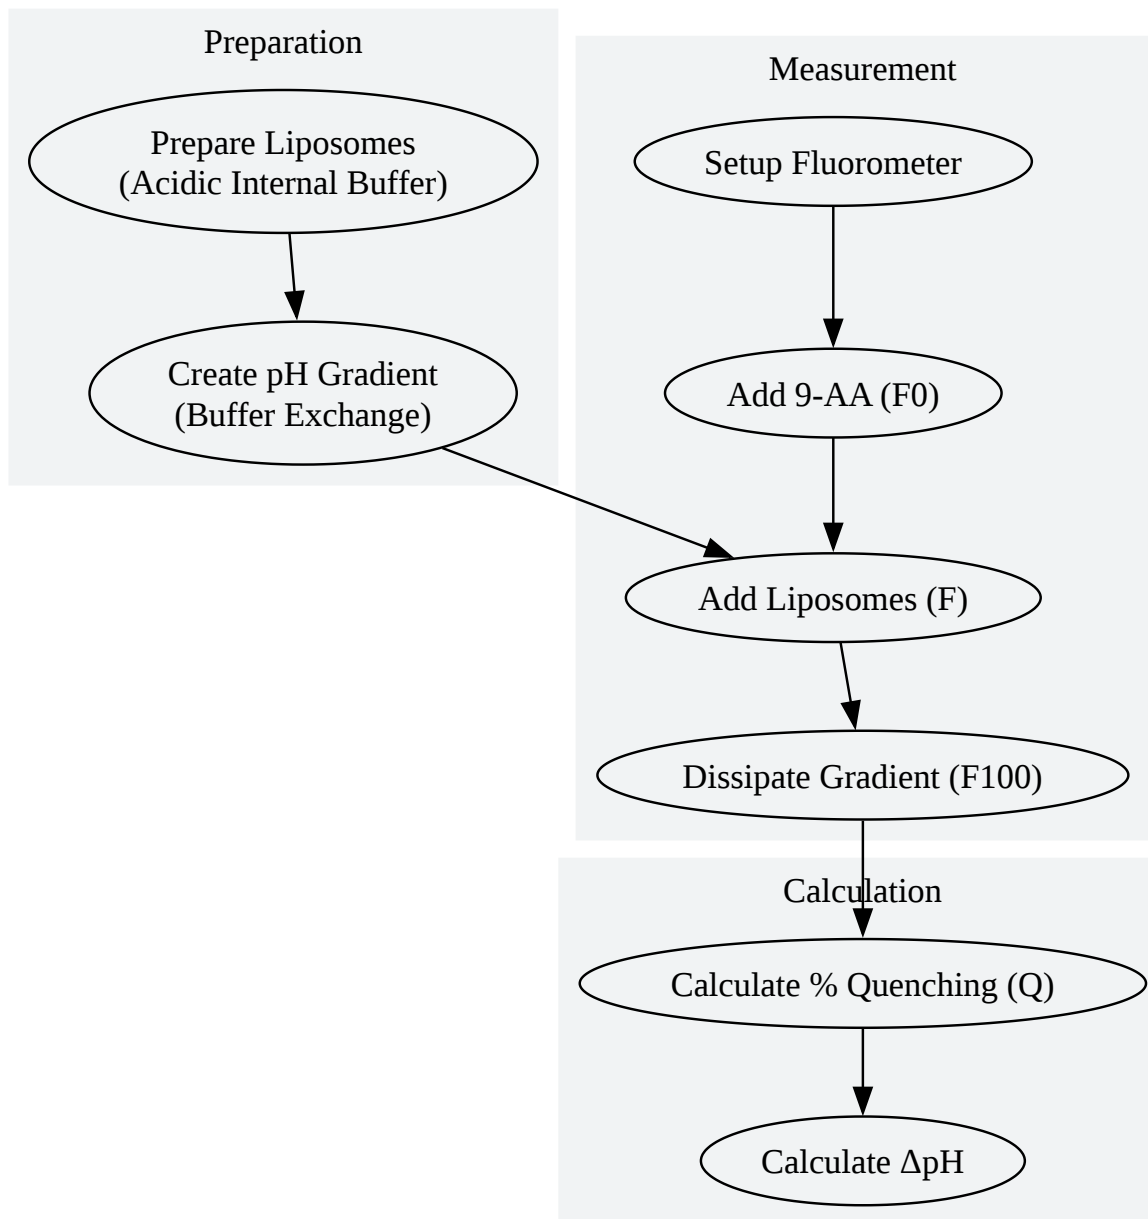 Preparation
Prepare Liposomes
(Acidic Internal Buffer)
Create pH Gradient
(Buffer Exchange)
Measurement
Setup Fluorometer
Add 9-AA (F0)
Add Liposomes (F)
Dissipate Gradient (F100)
Calculation
Calculate % Quenching (Q)
Calculate ΔpH